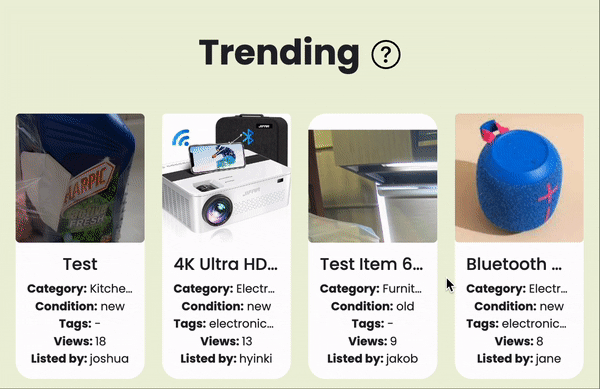 Trending ?
HARPIC
FRESH
Test
Category: Kitche...
Condition: new
Tags: -
Views: 18
Listed by: joshua
4K Ultra HD...
Category: Electr...
Condition: new
Tags: electronic...
Views: 13
Listed by: hyinki
Test Item 6...
Category: Furnit...
Condition: old
Tags: -
Views: 9
Listed by: jakob
Bluetooth ...
Category: Electr...
Condition: new
Tags: electronic...
Views: 8
Listed by: jane